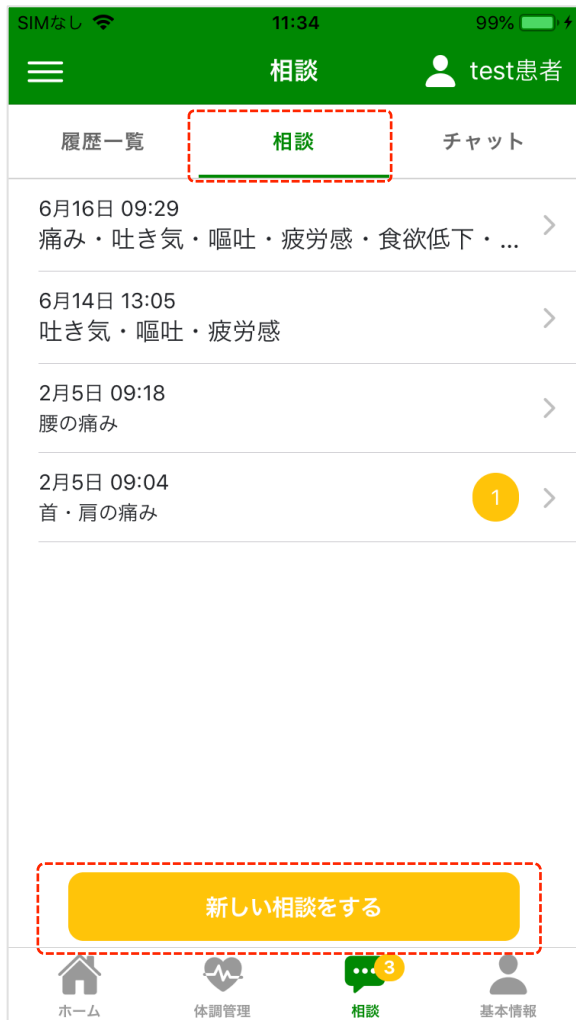 SIMなし 11:34 99%
相談 test患者
履歴一覧 相談 チャット
6月16日 09:29
痛み・吐き気・嘔吐・疲労感・食欲低下・...
6月14日 13:05
吐き気・嘔吐・疲労感
2月5日 09:18
腰の痛み
2月5日 09:04
首・肩の痛み
1
新しい相談をする
3
ホーム 体調管理 相談 基本情報